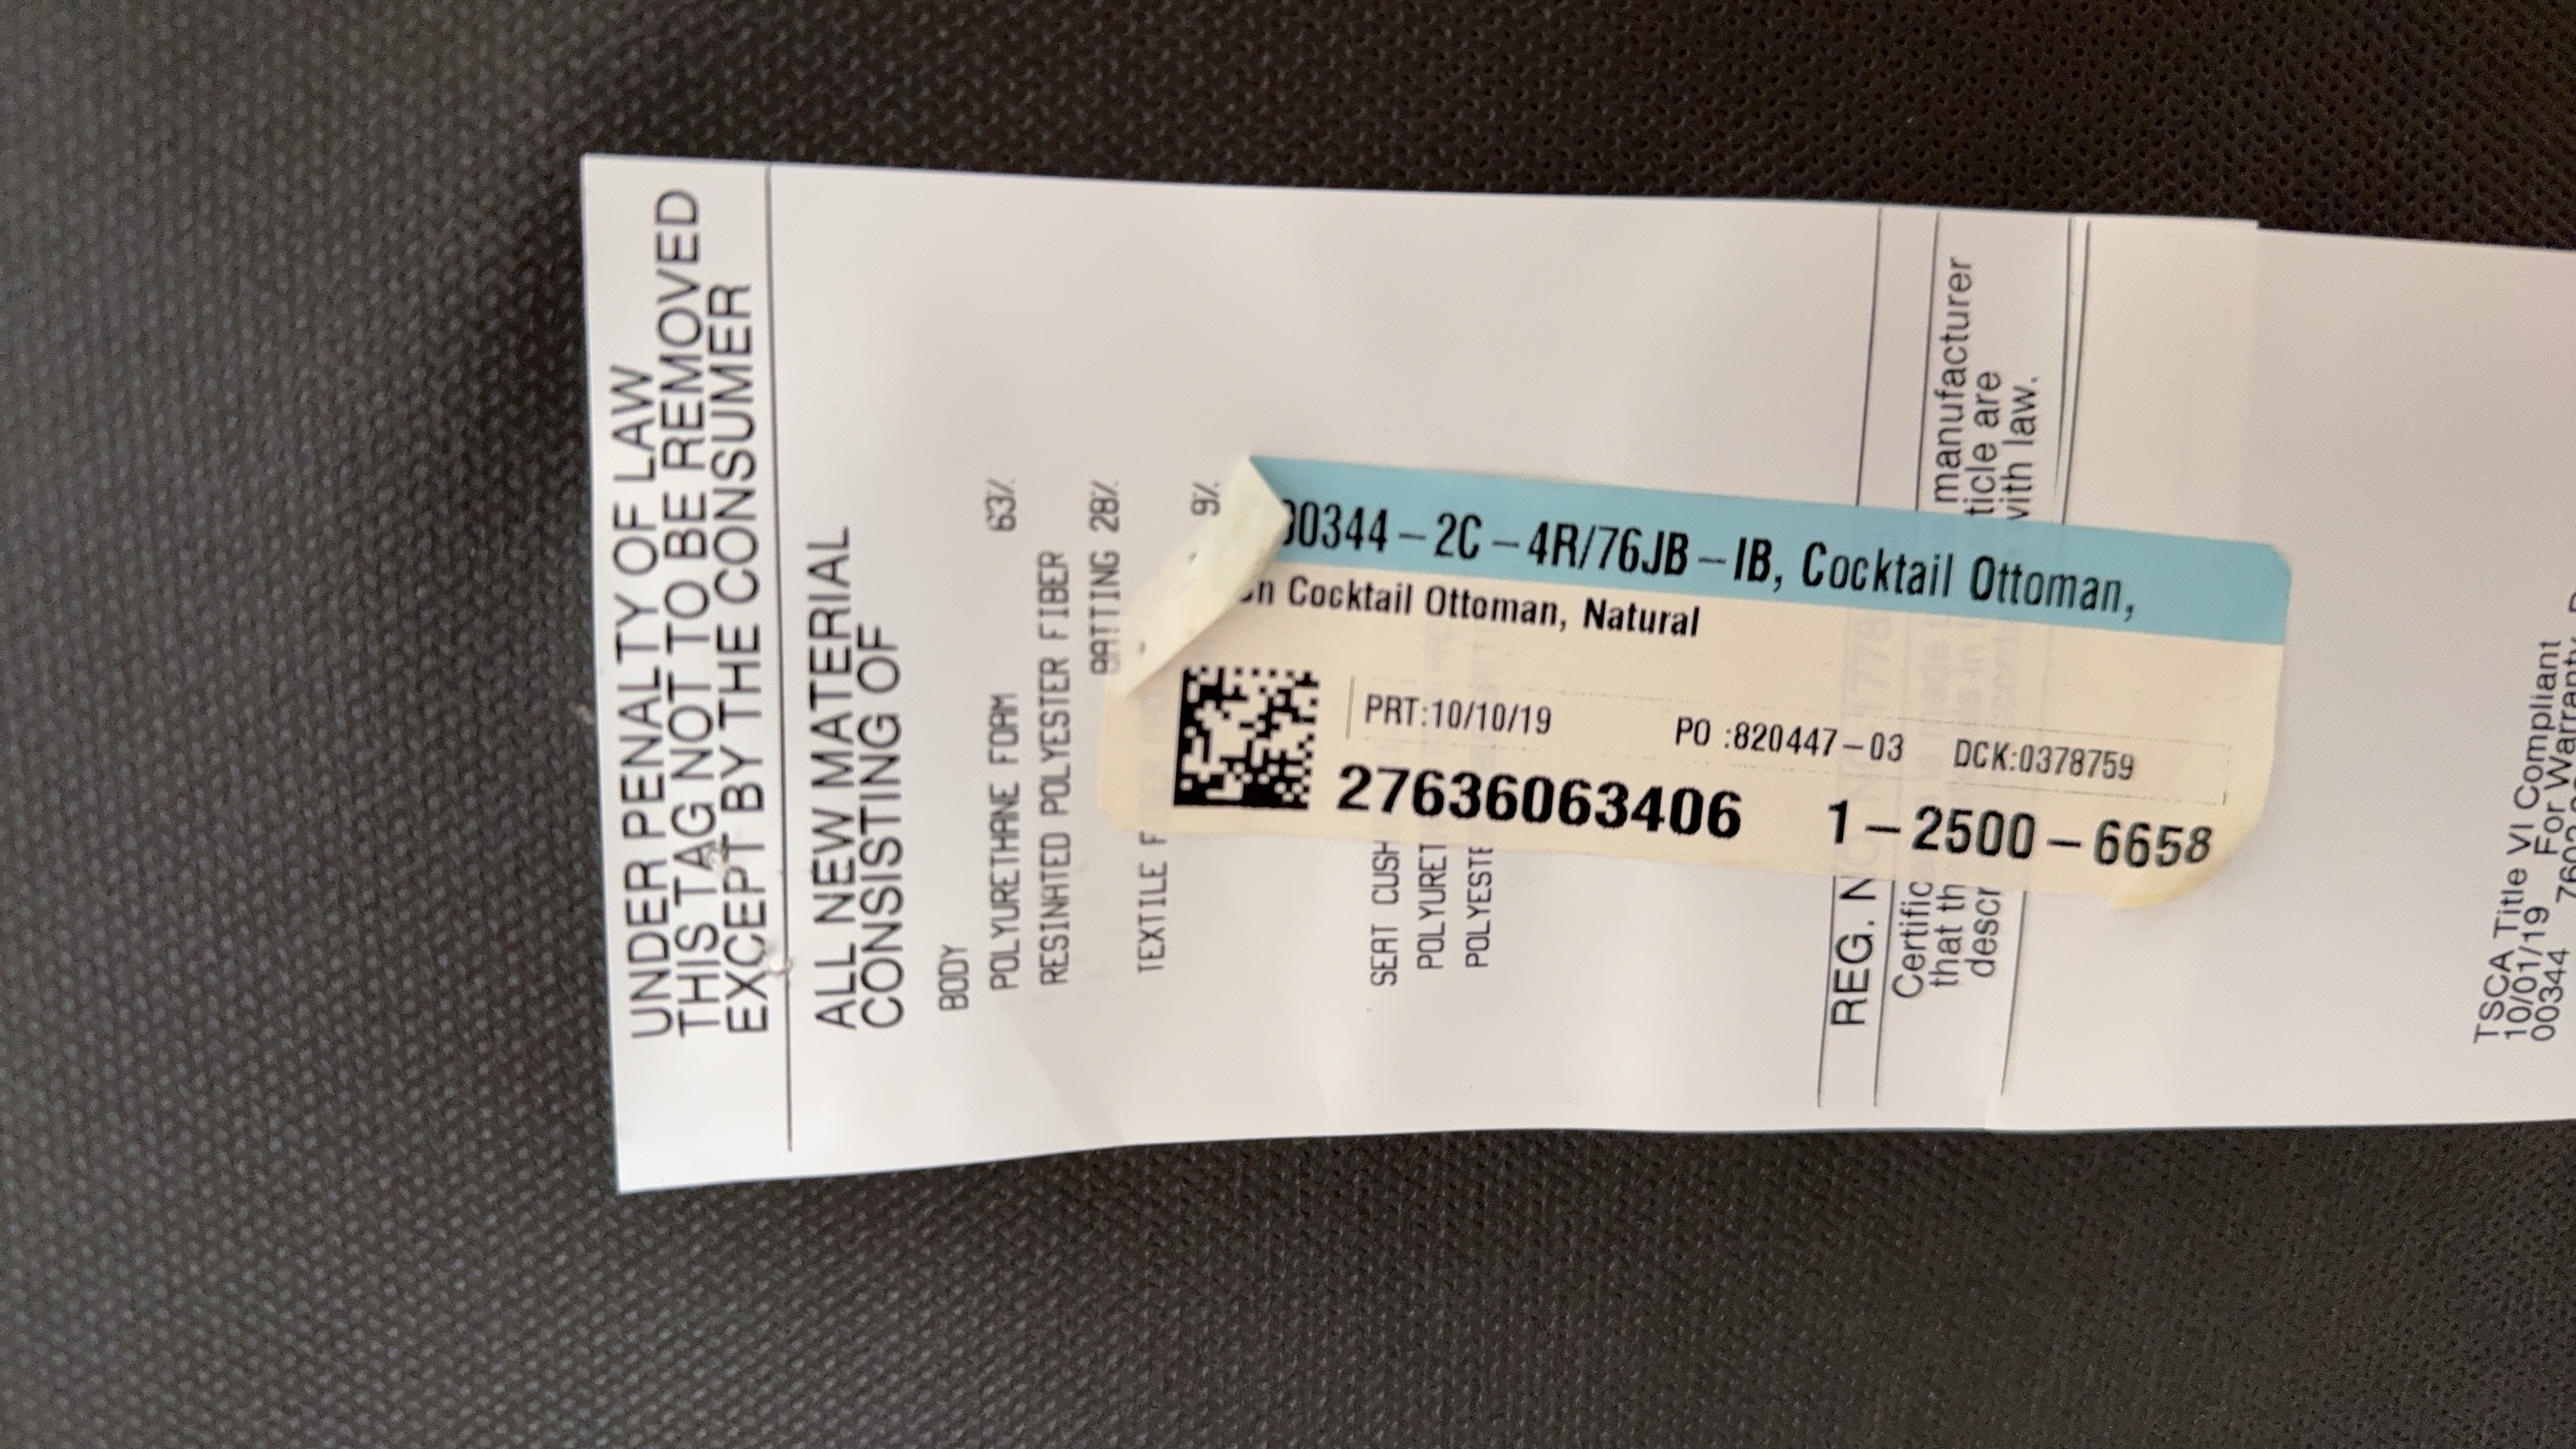 UNDER PENALTY OF LAW
THIS TAG NOT TO BE REMOVED
EXCEPT BY THE CONSUMER
ALL NEW MATERIAL
CONSISTING OF
BODY
POLYURETHANE FOAM 63%
RESINATED POLYESTER FIBER
BATTING 28%
TEXTILE F
9%
SEAT CUSH
POLYURET
POLYESTE
REG. N
Certific
manufacturer
that th
ticle are
descr
with law.
00344-2C-4R/76JB-IB, Cocktail Ottoman,
Cocktail Ottoman, Natural
PRT:10/10/19 PO :820447-03 DCK:0378759
27636063406 1-2500-6658
TSCA Title VI Compliant
10/01/19 For Warranty
00344